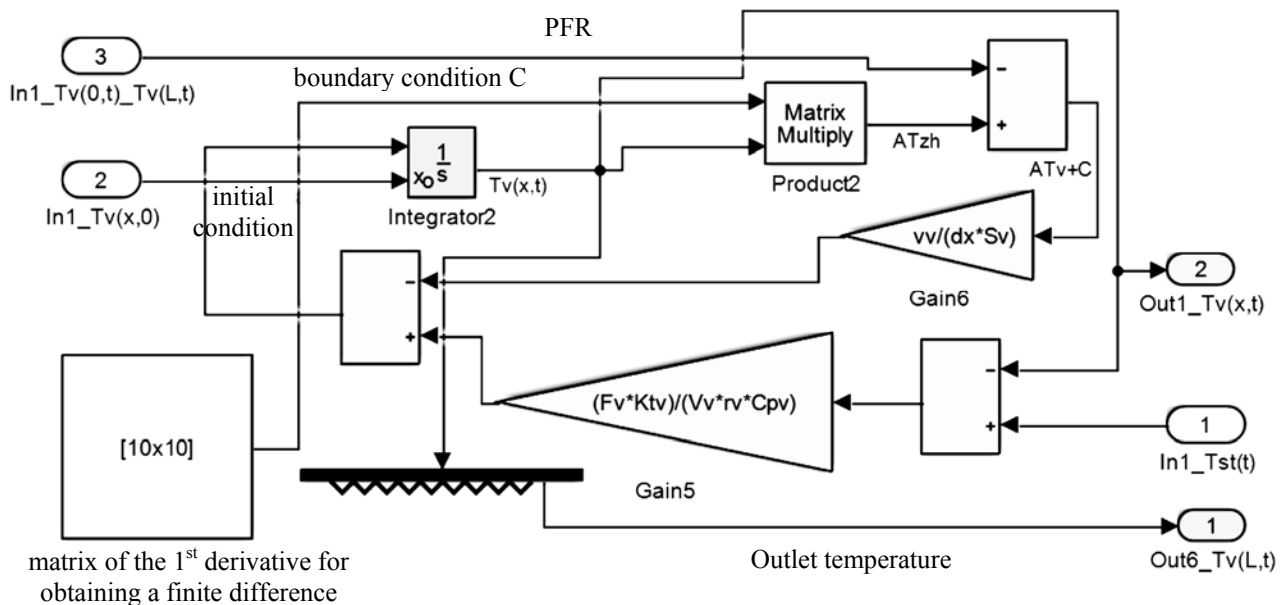 PFR
3
In1_Tv(0,t)_Tv(L,t)
boundary condition C
-
+
Matrix
Multiply
Product2
ATzh
ATv+C
2
In1_Tv(x,0)
initial
condition
xo 1/s
Integrator2
Tv(x,t)
vv/(dx*Sv)
Gain6
2
Out1_Tv(x,t)
-
+
(Fv*Ktv)/(Vv*rv*Cpv)
Gain5
-
+
1
In1_Tst(t)
[10x10]
matrix of the 1st derivative for
obtaining a finite difference
Outlet temperature
1
Out6_Tv(L,t)